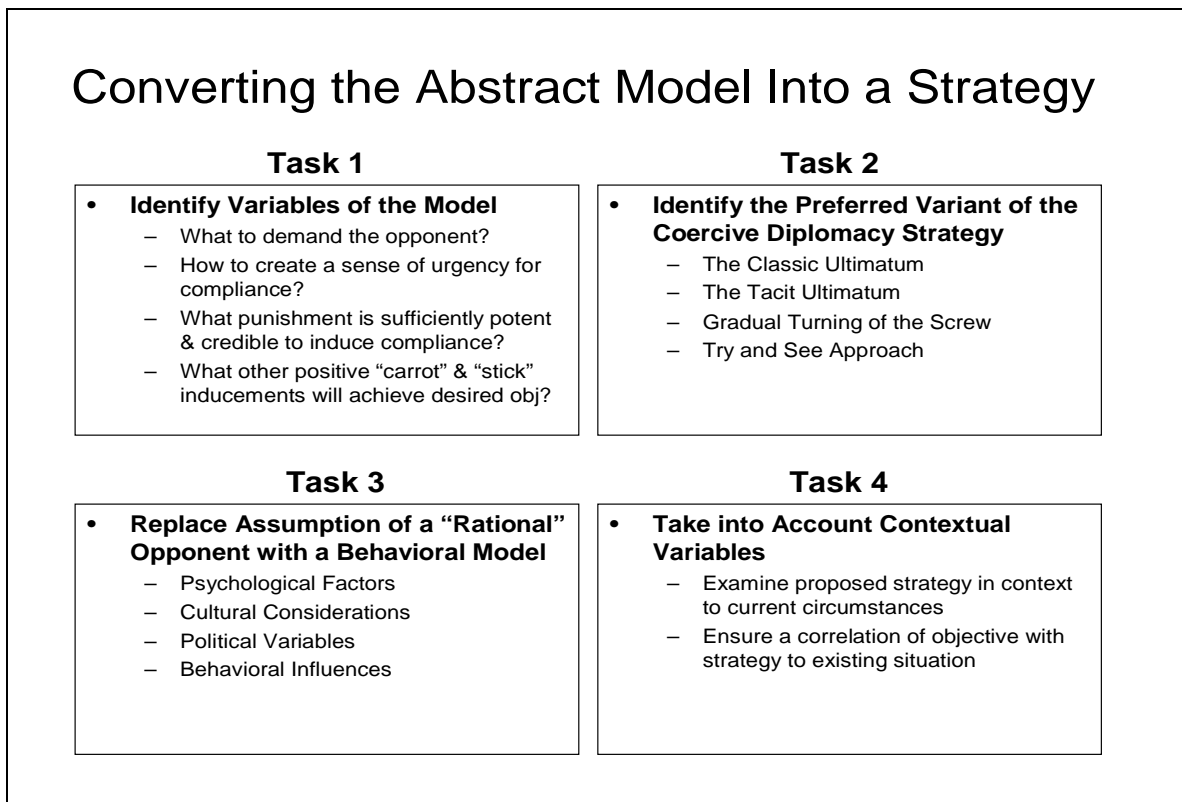 Converting the Abstract Model Into a Strategy
Task 1
• Identify Variables of the Model
– What to demand the opponent?
– How to create a sense of urgency for
compliance?
– What punishment is sufficiently potent
& credible to induce compliance?
– What other positive “carrot” & “stick”
inducements will achieve desired obj?
Task 2
• Identify the Preferred Variant of the
Coercive Diplomacy Strategy
– The Classic Ultimatum
– The Tacit Ultimatum
– Gradual Turning of the Screw
– Try and See Approach
Task 3
• Replace Assumption of a “Rational”
Opponent with a Behavioral Model
– Psychological Factors
– Cultural Considerations
– Political Variables
– Behavioral Influences
Task 4
• Take into Account Contextual
Variables
– Examine proposed strategy in context
to current circumstances
– Ensure a correlation of objective with
strategy to existing situation